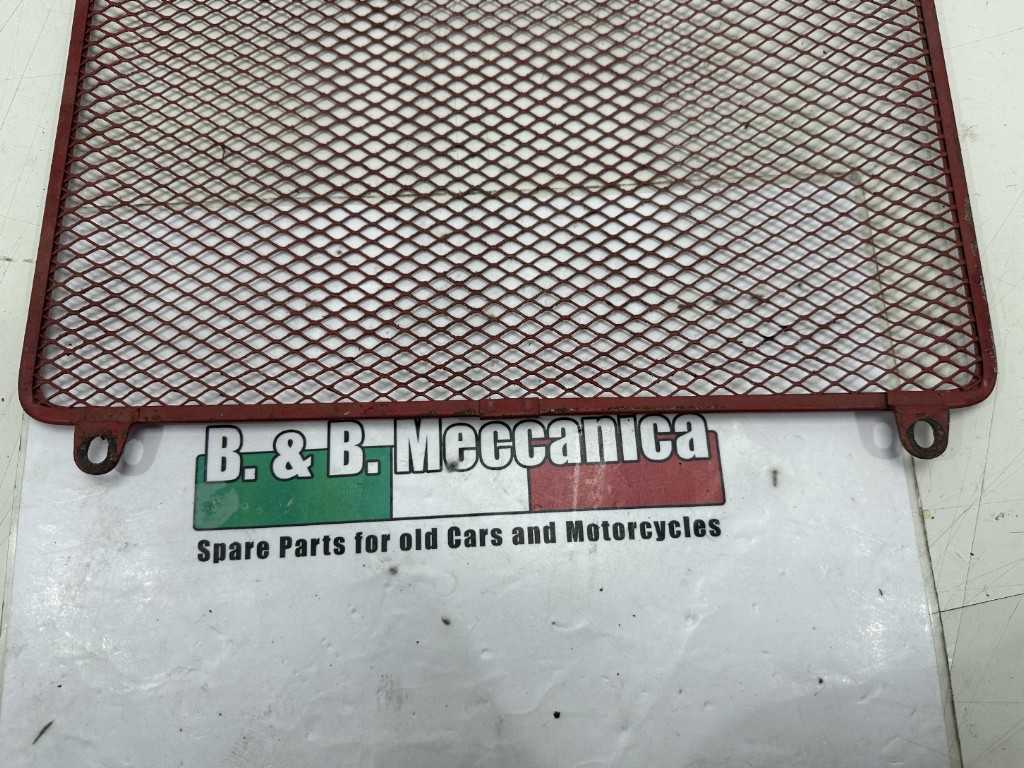 B. & B. Meccanica
Spare Parts for old Cars and Motorcycles